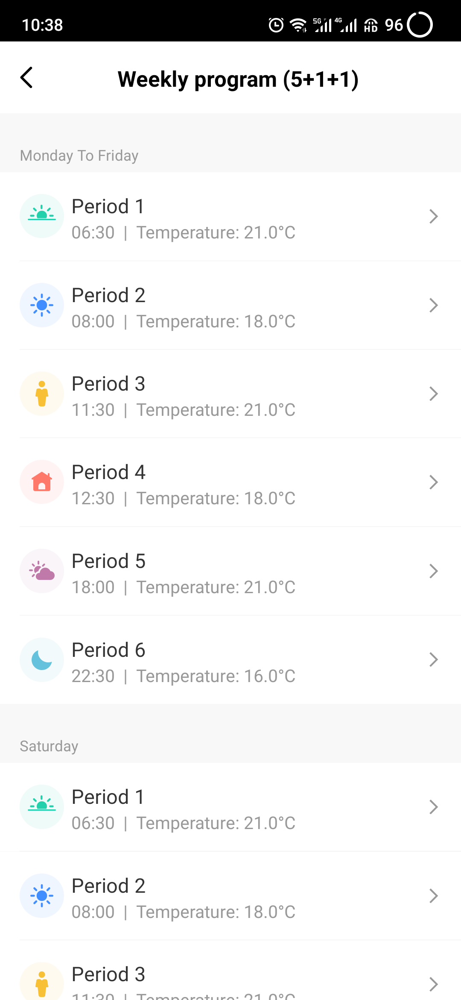 10:38
5G 4G HD 96
Weekly program (5+1+1)
Monday To Friday
Period 1
06:30 | Temperature: 21.0°C
Period 2
08:00 | Temperature: 18.0°C
Period 3
11:30 | Temperature: 21.0°C
Period 4
12:30 | Temperature: 18.0°C
Period 5
18:00 | Temperature: 21.0°C
Period 6
22:30 | Temperature: 16.0°C
Saturday
Period 1
06:30 | Temperature: 21.0°C
Period 2
08:00 | Temperature: 18.0°C
Period 3
11:30 | Temperature: 21.0°C